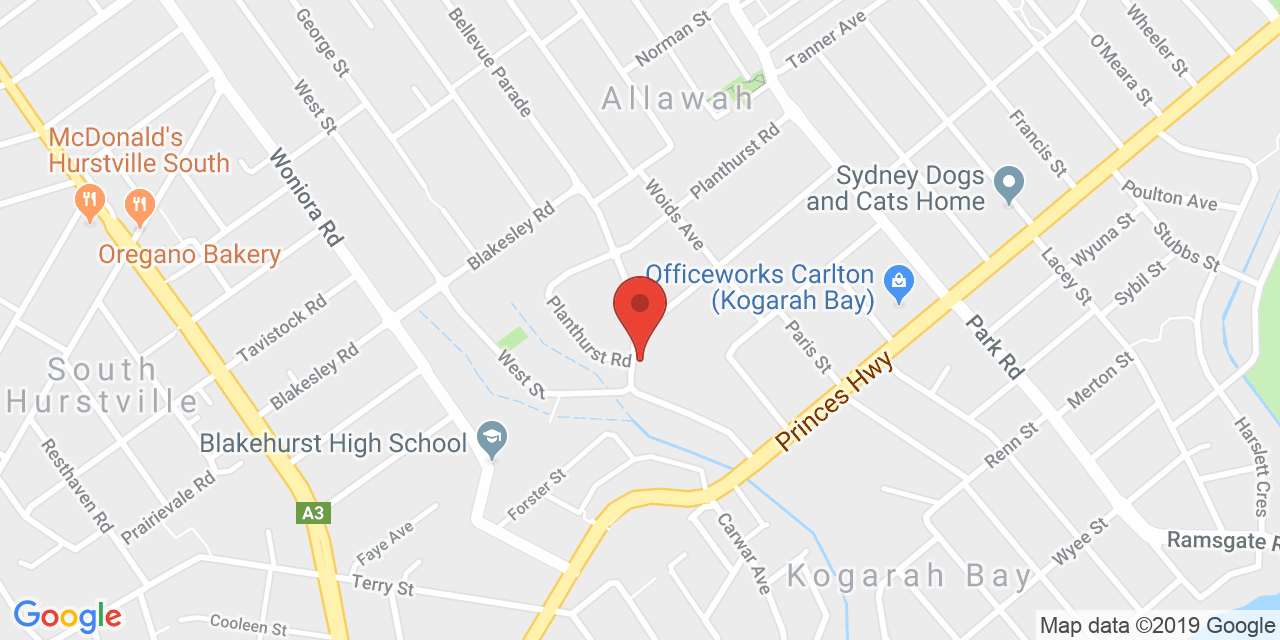 George St
West St
Bellevue Parade
Norman St
Tanner Ave
Wheeler St
O'Meara St
Allawah
McDonald's
Hurstville South
Woniora Rd
Planthurst Rd
Francis St
Sydney Dogs
and Cats Home
Poulton Ave
Woids Ave
Blakesley Rd
Oregano Bakery
Wyuna St
Stubbs St
Lacey St
Sybil St
Officeworks Carlton
(Kogarah Bay)
Tavistock Rd
Planthurst Rd
Paris St
Park Rd
Blakesley Rd
West St
South
Hurstville
Princes Hwy
Merton St
Blakehurst High School
Renn St
Harslett Cres
Resthaven Rd
Prairievale Rd
Forster St
A3
Faye Ave
Carwar Ave
Wyee St
Ramsgate R
Terry St
Kogarah Bay
Cooleen St
Google
Map data ©2019 Google